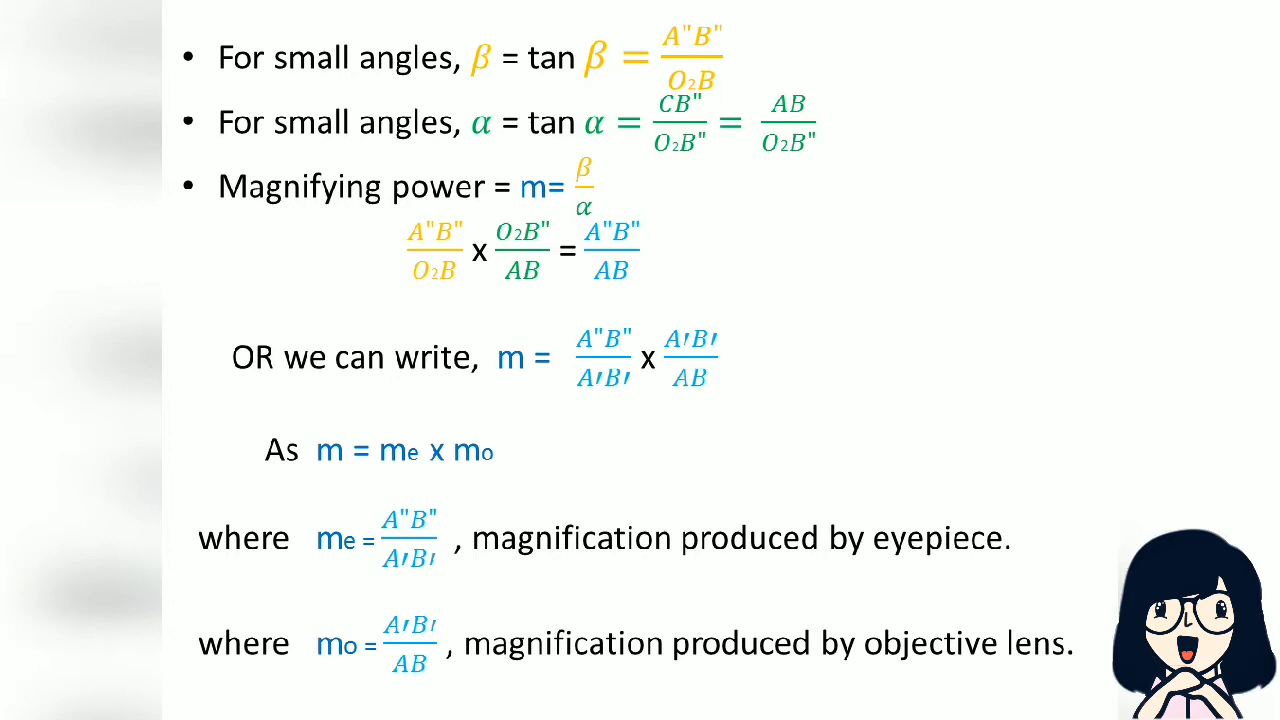 • For small angles, β = tan β = A"B"/O₂B
• For small angles, α = tan α = CB"/O₂B" = AB/O₂B"
• Magnifying power = m= β/α
A"B"/O₂B x O₂B"/AB = A"B"/AB
OR we can write, m = A"B"/A′B′ x A′B′/AB
As m = me x mo
where me = A"B"/A′B′ , magnification produced by eyepiece.
where mo = A′B′/AB , magnification produced by objective lens.